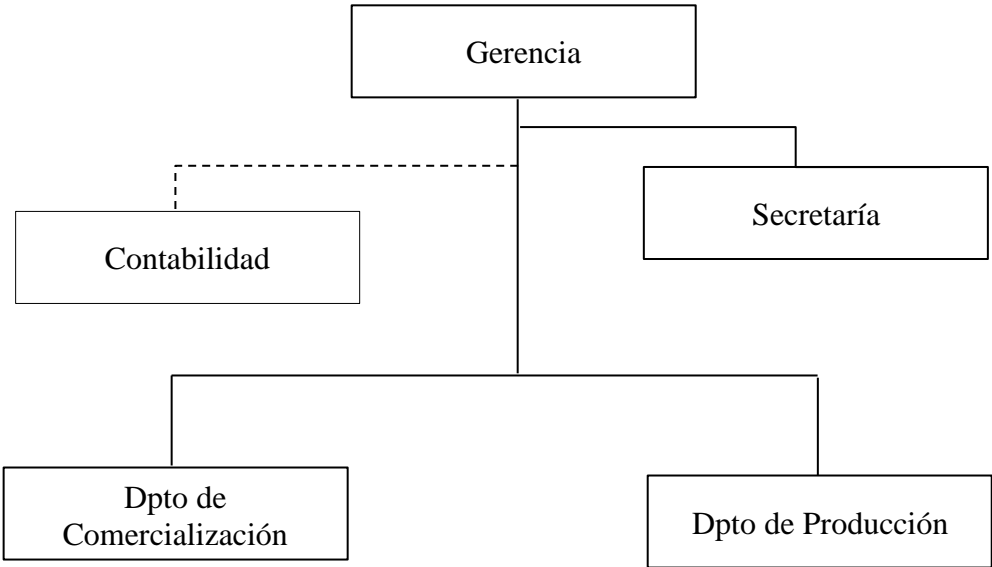 Gerencia
Secretaría
Contabilidad
Dpto de
Comercialización
Dpto de Producción